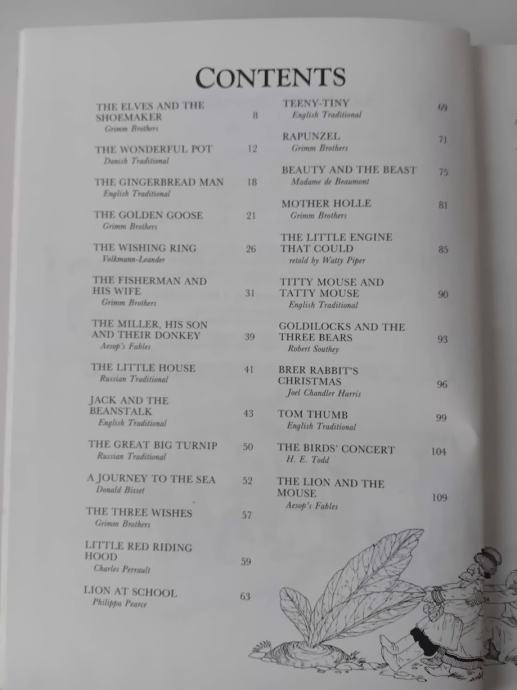 CONTENTS
THE ELVES AND THE
SHOEMAKER 8
Grimm Brothers
THE WONDERFUL POT 12
Danish Traditional
THE GINGERBREAD MAN 18
English Traditional
THE GOLDEN GOOSE 21
Grimm Brothers
THE WISHING RING 26
Volkmann-Leander
THE FISHERMAN AND
HIS WIFE 31
Grimm Brothers
THE MILLER, HIS SON
AND THEIR DONKEY 39
Aesop's Fables
THE LITTLE HOUSE 41
Russian Traditional
JACK AND THE
BEANSTALK 43
English Traditional
THE GREAT BIG TURNIP 50
Russian Traditional
A JOURNEY TO THE SEA 52
Donald Bisset
THE THREE WISHES 57
Grimm Brothers
LITTLE RED RIDING
HOOD 59
Charles Perrault
LION AT SCHOOL 63
Philippa Pearce
TEENY-TINY 69
English Traditional
RAPUNZEL 71
Grimm Brothers
BEAUTY AND THE BEAST 75
Madame de Beaumont
MOTHER HOLLE 81
Grimm Brothers
THE LITTLE ENGINE
THAT COULD 85
retold by Watty Piper
TITTY MOUSE AND
TATTY MOUSE 90
English Traditional
GOLDILOCKS AND THE
THREE BEARS 93
Robert Southey
BRER RABBIT'S
CHRISTMAS 96
Joel Chandler Harris
TOM THUMB 99
English Traditional
THE BIRDS' CONCERT 104
H. E. Todd
THE LION AND THE
MOUSE 109
Aesop's Fables